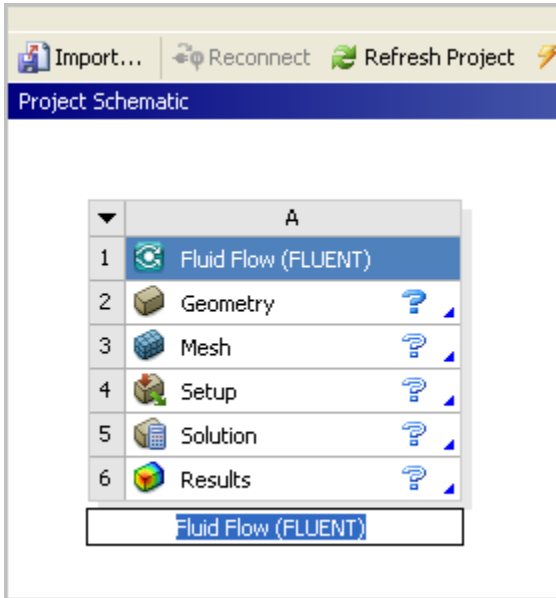 Import... Reconnect Refresh Project
Project Schematic
A
1 Fluid Flow (FLUENT)
2 Geometry ?
3 Mesh ?
4 Setup ?
5 Solution ?
6 Results ?
Fluid Flow (FLUENT)